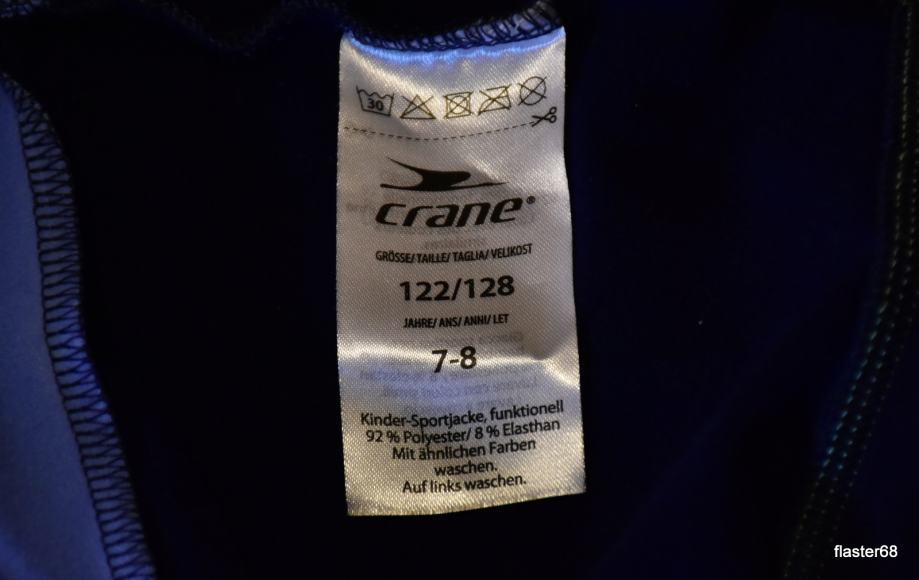 30
crane®
GRÖSSE/ TAILLE/ TAGLIA/ VELIKOST
122/128
JAHRE/ ANS/ ANNI/ LET
7-8
Kinder-Sportjacke, funktionell
92 % Polyester/ 8 % Elasthan
Mit ähnlichen Farben
waschen.
Auf links waschen.
flaster68